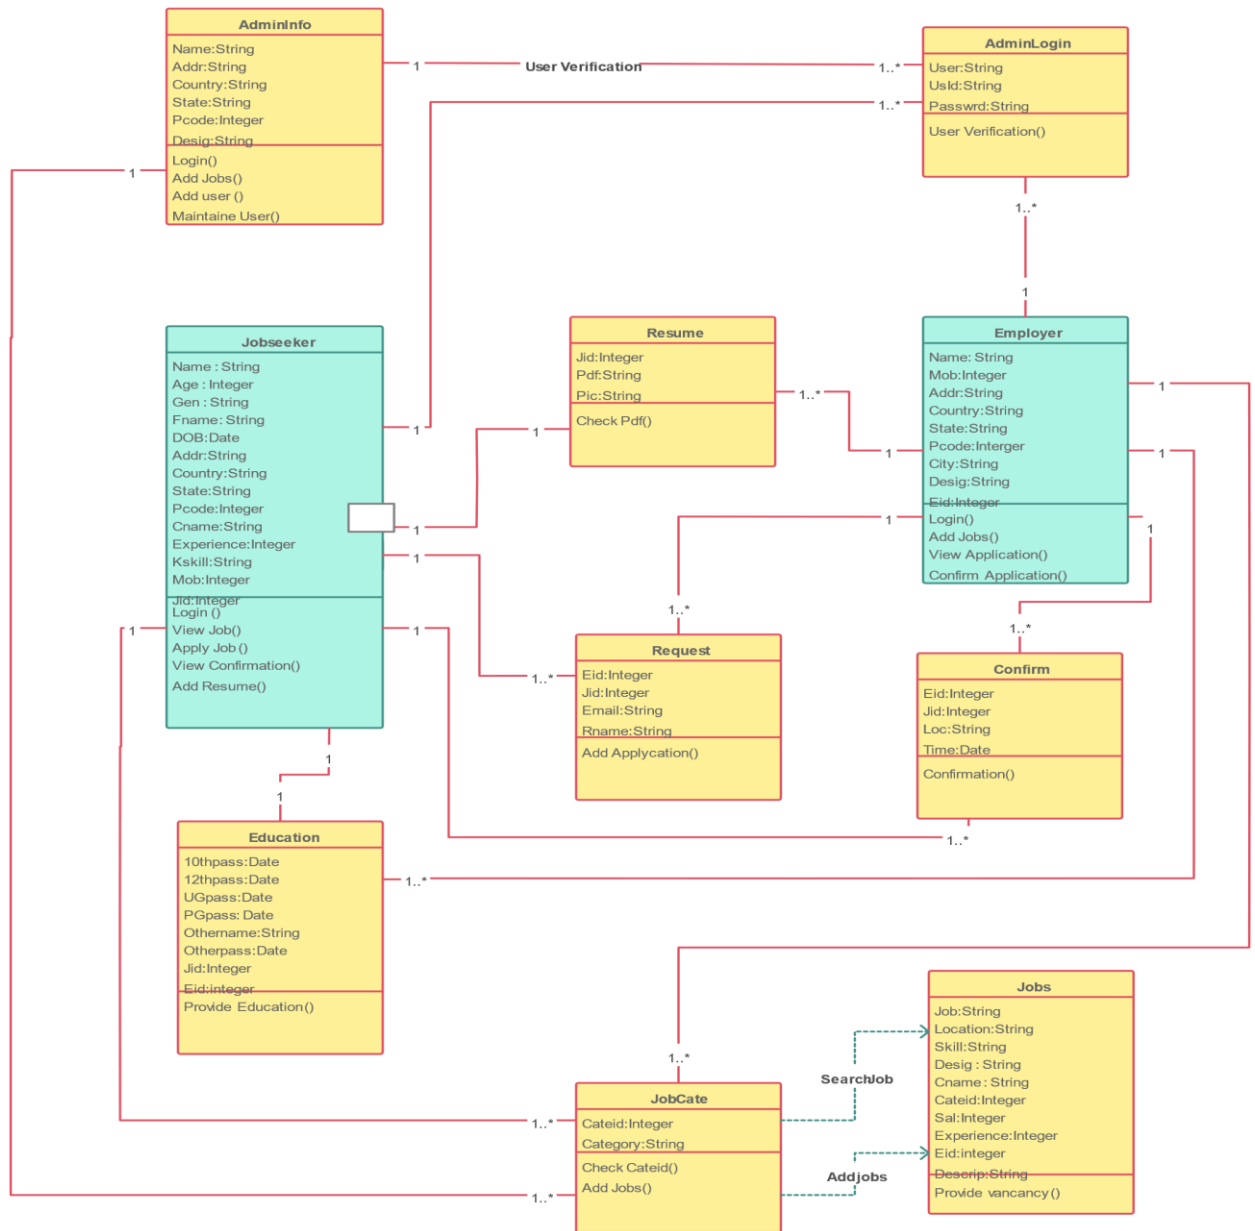 AdminInfo
Name:String
Addr:String
Country:String
State:String
Pcode:Integer
Desig:String
Login()
Add Jobs()
Add user ()
Maintaine User()
1
User Verification
1..*
1..*
1
AdminLogin
User:String
UsId:String
Passwrd:String
User Verification()
1..*
1
Jobseeker
Name : String
Age : Integer
Gen : String
Fname : String
DOB:Date
Addr:String
Country:String
State:String
Pcode:Integer
Cname:String
Experience:Integer
Kskill:String
Mob:Integer
Jid:Integer
Login ()
View Job()
Apply Job ()
View Confirmation()
Add Resume()
1
1
1
1
1
1
1
1
Resume
Jid:Integer
Pdf:String
Pic:String
Check Pdf()
1..*
1
1
Employer
Name: String
Mob:Integer
Addr:String
Country:String
State:String
Pcode:Interger
City:String
Desig:String
Eid:Integer
Login()
Add Jobs()
View Application()
Confirm Application()
1
1
1
1..*
1..*
1..*
Request
Eid:Integer
Jid:Integer
Email:String
Rname:String
Add Applycation()
Confirm
Eid:Integer
Jid:Integer
Loc:String
Time:Date
Confirmation()
1..*
Education
10thpass:Date
12thpass:Date
UGpass:Date
PGpass: Date
Othername:String
Otherpass:Date
Jid:Integer
Eid:integer
Provide Education()
1..*
1..*
1..*
1..*
JobCate
Cateid:Integer
Category:String
Check Cateid()
Add Jobs()
SearchJob
Addjobs
Jobs
Job:String
Location:String
Skill:String
Desig : String
Cname : String
Cateid:Integer
Sal:Integer
Experience:Integer
Eid:integer
Descrip:String
Provide vancancy()